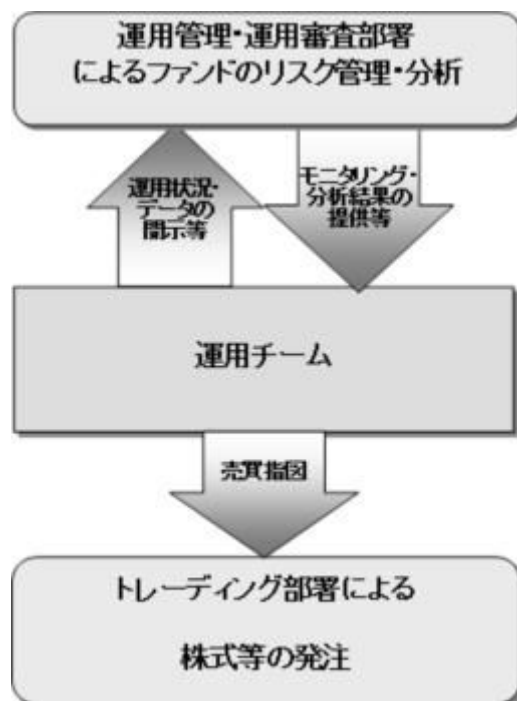 運用管理・運用審査部署
によるファンドのリスク管理・分析
運用状況・
データの
開示等
モニタリング・
分析結果の
提供等
運用チーム
売買指図
トレーディング部署による
株式等の発注